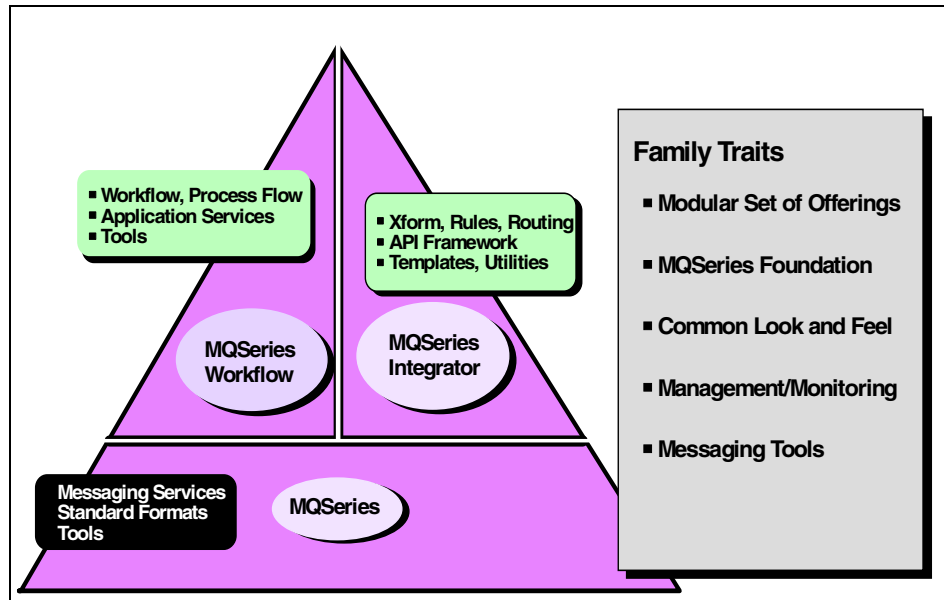 ■ Workflow, Process Flow
■ Application Services
■ Tools
■ Xform, Rules, Routing
■ API Framework
■ Templates, Utilities
MQSeries
Workflow
MQSeries
Integrator
Messaging Services
Standard Formats
Tools
MQSeries
Family Traits
■ Modular Set of Offerings
■ MQSeries Foundation
■ Common Look and Feel
■ Management/Monitoring
■ Messaging Tools